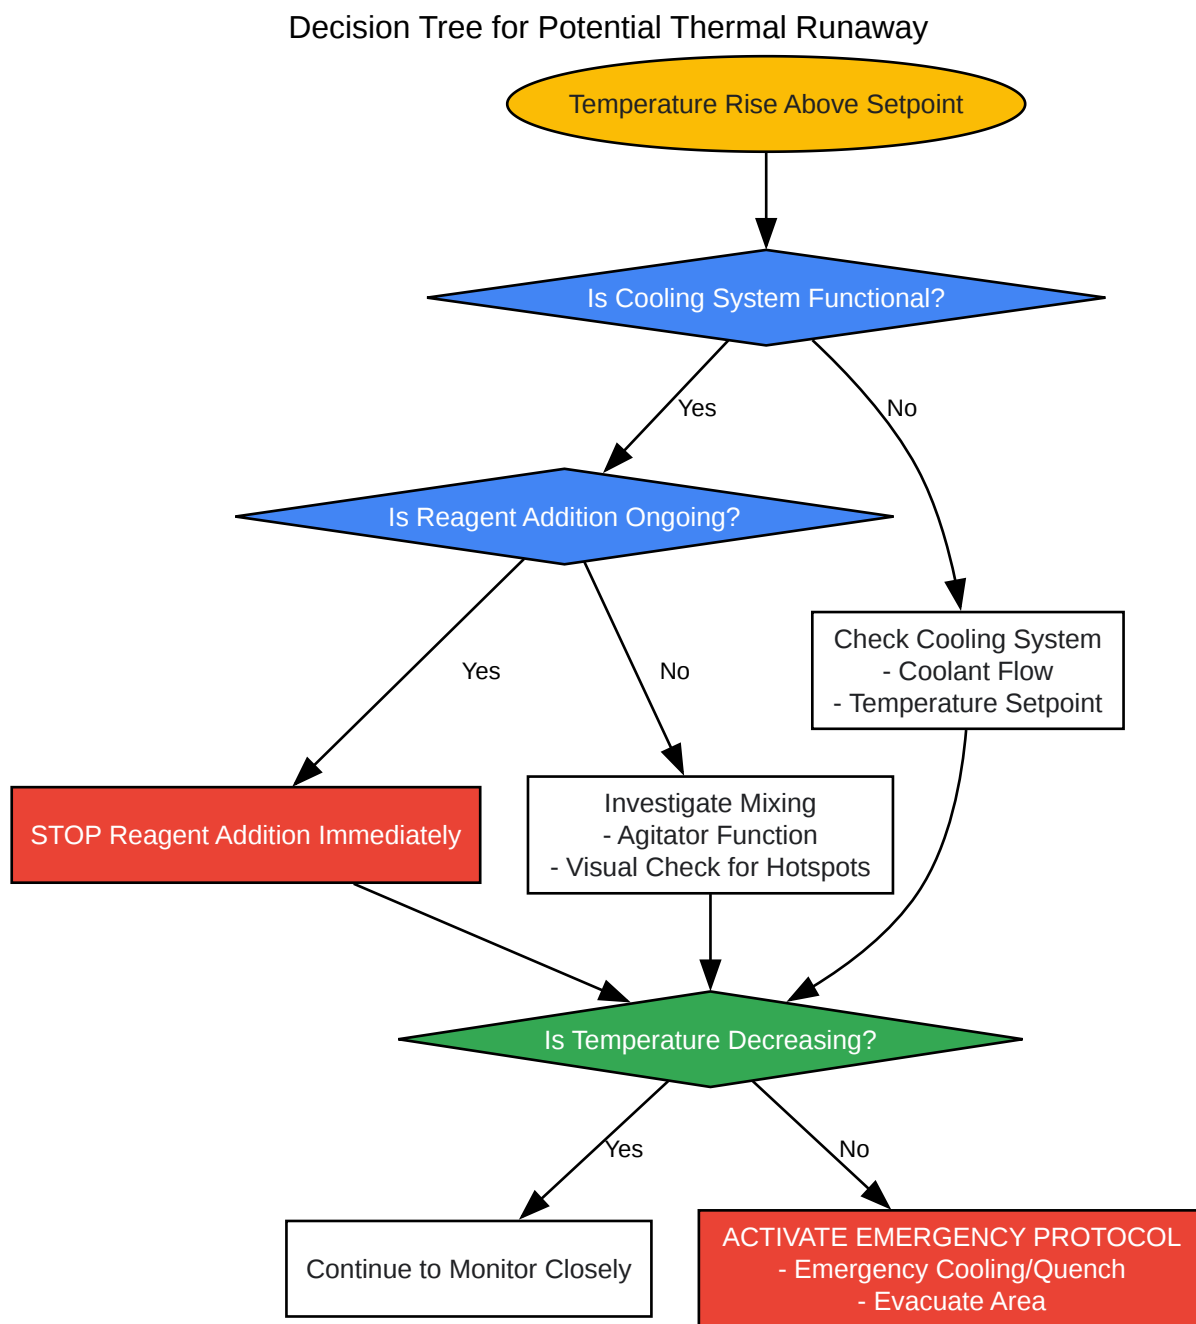 Decision Tree for Potential Thermal Runaway
Temperature Rise Above Setpoint
Is Cooling System Functional?
Yes
No
Is Reagent Addition Ongoing?
Yes
No
Check Cooling System
- Coolant Flow
- Temperature Setpoint
STOP Reagent Addition Immediately
Investigate Mixing
- Agitator Function
- Visual Check for Hotspots
Is Temperature Decreasing?
Yes
No
Continue to Monitor Closely
ACTIVATE EMERGENCY PROTOCOL
- Emergency Cooling/Quench
- Evacuate Area